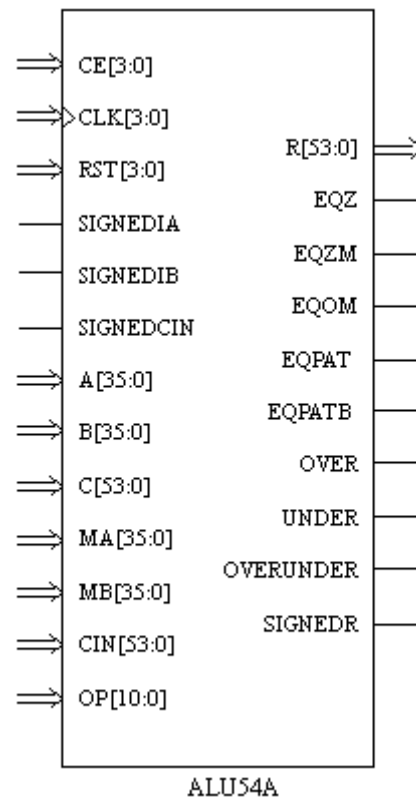 CE[3:0]
CLK[3:0]
RST[3:0]
SIGNEDIA
SIGNEDIB
SIGNEDCIN
A[35:0]
B[35:0]
C[53:0]
MA[35:0]
MB[35:0]
CIN[53:0]
OP[10:0]
R[53:0]
EQZ
EQZM
EQOM
EQPAT
EQPATB
OVER
UNDER
OVERUNDER
SIGNEDR
ALU54A